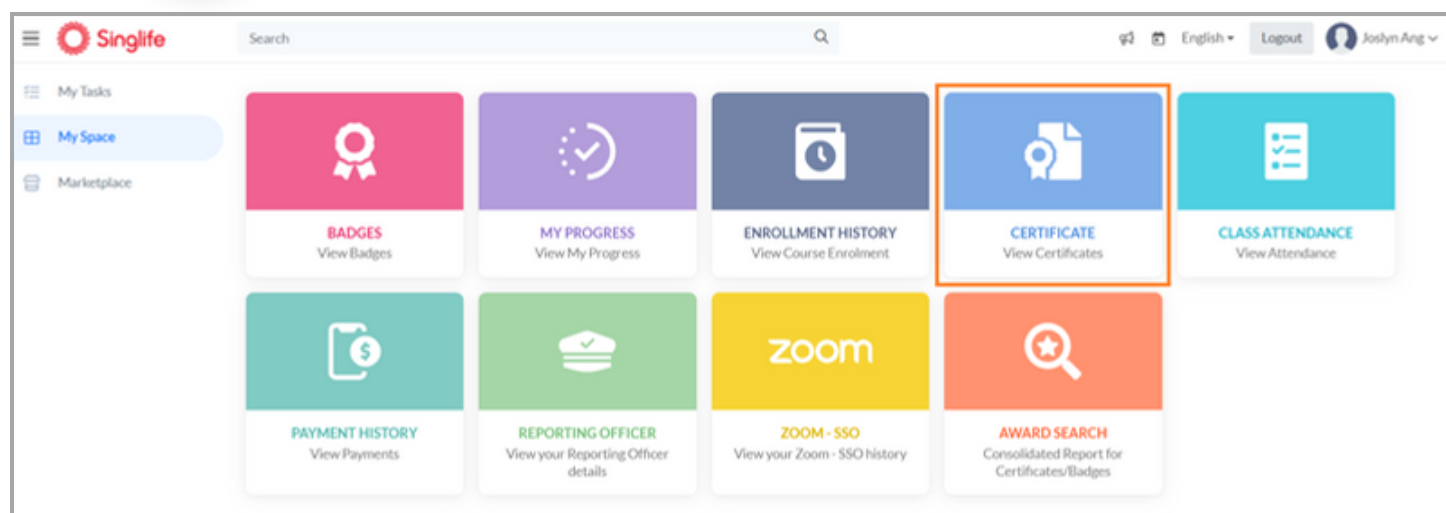 Singlife
Search
English
Logout
Joslyn Ang
My Tasks
My Space
Marketplace
BADGES
View Badges
MY PROGRESS
View My Progress
ENROLLMENT HISTORY
View Course Enrolment
CERTIFICATE
View Certificates
CLASS ATTENDANCE
View Attendance
$
zoom
PAYMENT HISTORY
View Payments
REPORTING OFFICER
View your Reporting Officer
details
ZOOM - SSO
View your Zoom - SSO history
AWARD SEARCH
Consolidated Report for
Certificates/Badges